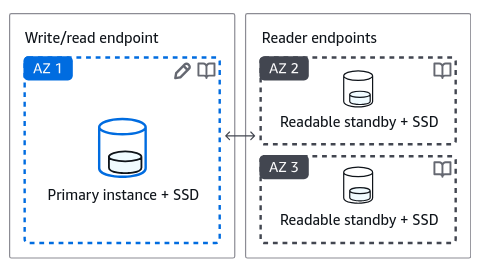 Write/read endpoint
AZ 1
Primary instance + SSD
Reader endpoints
AZ 2
Readable standby + SSD
AZ 3
Readable standby + SSD